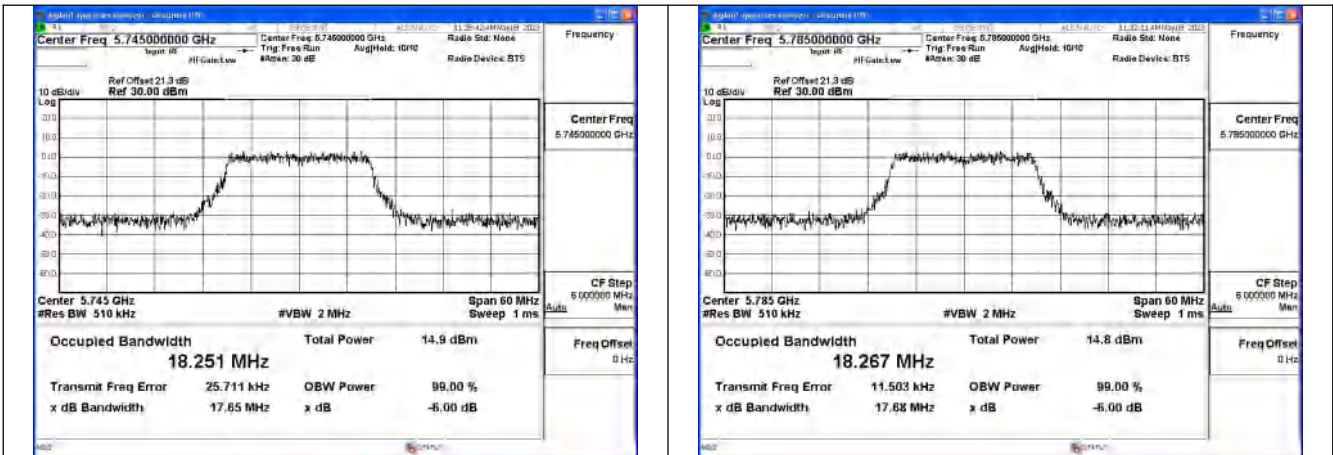 Center Freq 5.745000000 GHz
Input: RF
#IFGain:Low
Center Freq: 5.745000000 GHz
Trig: Free Run
Avg|Hold: 10/10
#Atten: 30 dB
Radio Std: None
Radio Device: BTS
Frequency
Ref Offset 21.3 dB
10 dB/div
Ref 30.00 dBm
Log
Center Freq
5.745000000 GHz
Center 5.745 GHz
Span 60 MHz
#Res BW 510 kHz
#VBW 2 MHz
Sweep 1 ms
CF Step
6.000000 MHz
Auto
Man
Occupied Bandwidth
18.251 MHz
Total Power
14.9 dBm
Freq Offset
0 Hz
Transmit Freq Error
25.711 kHz
OBW Power
99.00 %
x dB Bandwidth
17.65 MHz
x dB
-6.00 dB
Center Freq 5.785000000 GHz
Input: RF
#IFGain:Low
Center Freq: 5.785000000 GHz
Trig: Free Run
Avg|Hold: 10/10
#Atten: 30 dB
Radio Std: None
Radio Device: BTS
Frequency
Ref Offset 21.3 dB
10 dB/div
Ref 30.00 dBm
Log
Center Freq
5.785000000 GHz
Center 5.785 GHz
Span 60 MHz
#Res BW 510 kHz
#VBW 2 MHz
Sweep 1 ms
CF Step
6.000000 MHz
Auto
Man
Occupied Bandwidth
18.267 MHz
Total Power
14.8 dBm
Freq Offset
0 Hz
Transmit Freq Error
11.503 kHz
OBW Power
99.00 %
x dB Bandwidth
17.68 MHz
x dB
-6.00 dB